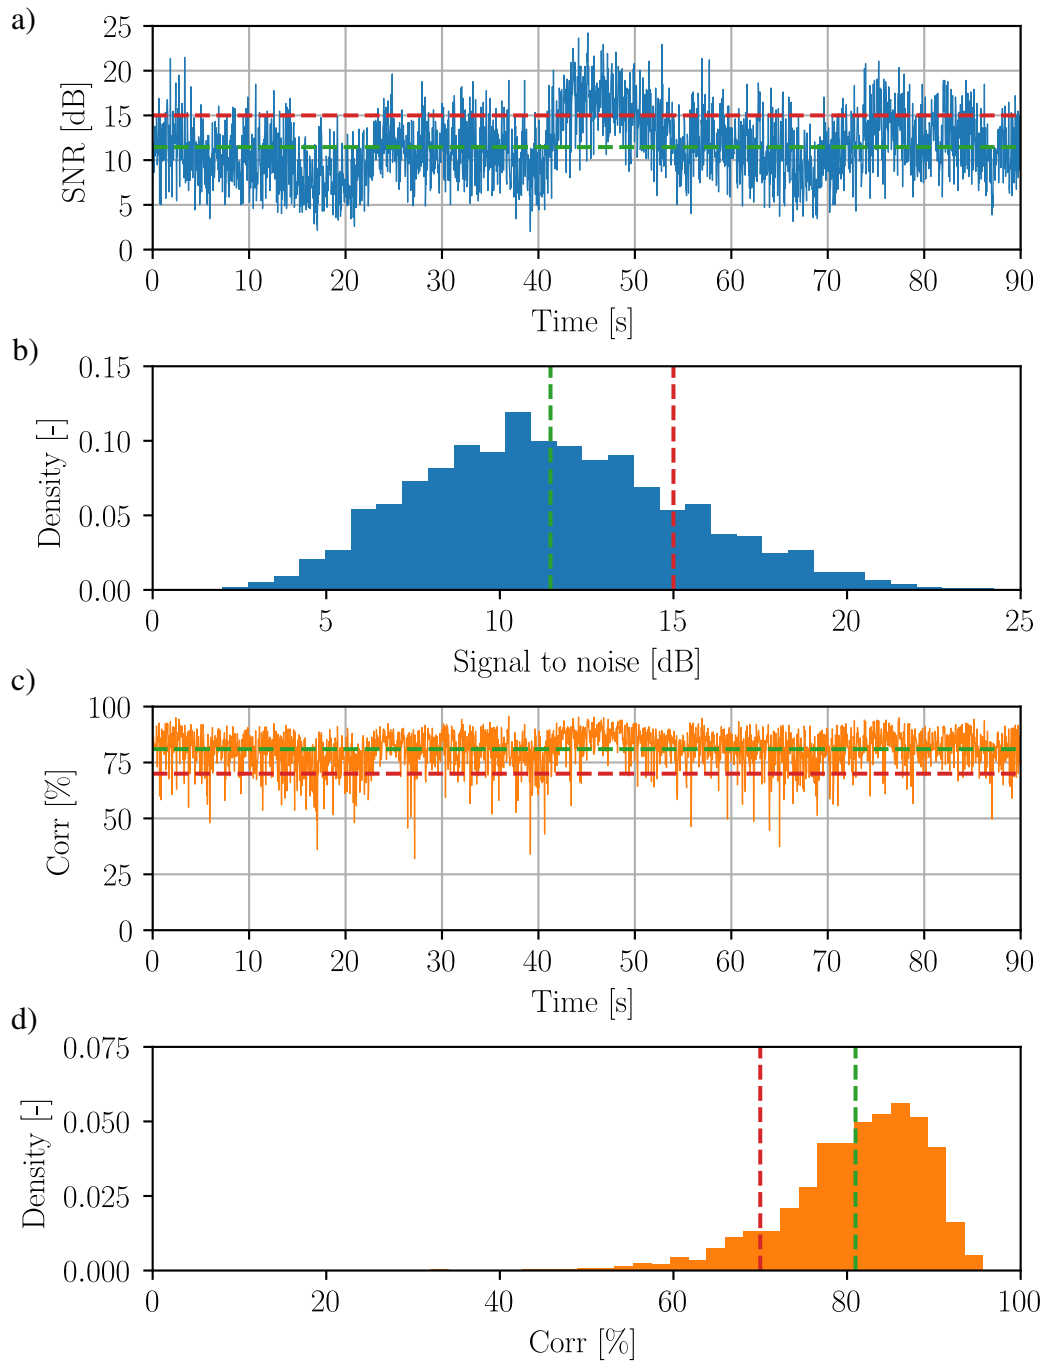 a)
25
20
15
10
5
0
SNR [dB]
0 10 20 30 40 50 60 70 80 90
Time [s]
b)
0.15
0.10
0.05
0.00
Density [-]
0 5 10 15 20 25
Signal to noise [dB]
c)
100
75
50
25
0
Corr [%]
0 10 20 30 40 50 60 70 80 90
Time [s]
d)
0.075
0.050
0.025
0.000
Density [-]
0 20 40 60 80 100
Corr [%]